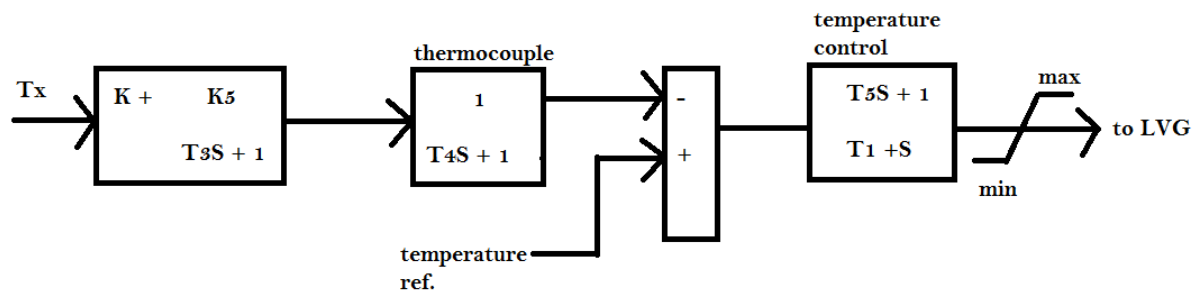 Tx
K + K5
T3S + 1
thermocouple
1
T4S + 1
temperature
ref.
-
+
temperature
control
T5S + 1
T1 +S
max
min
to LVG